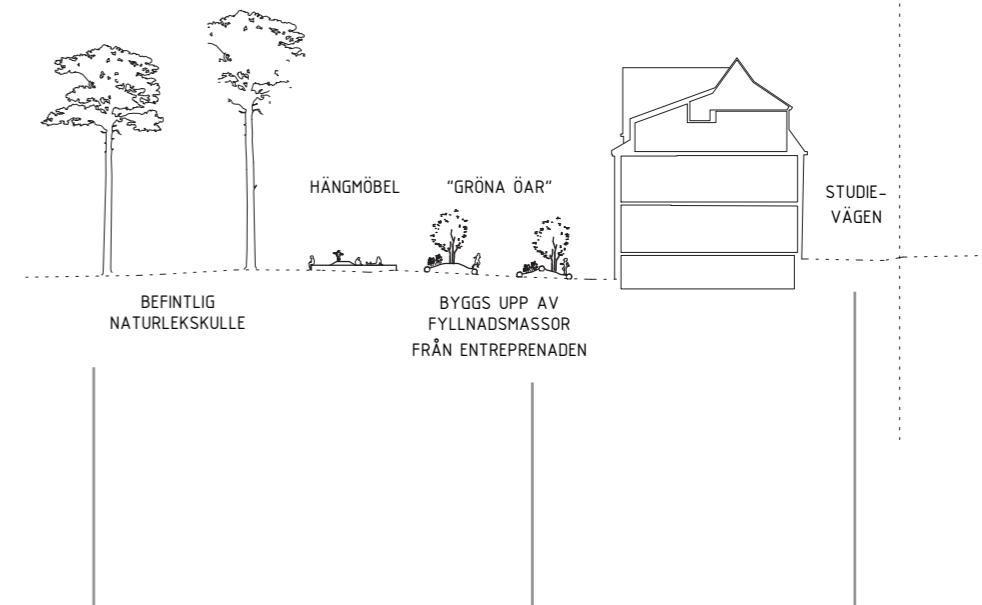 HÄNGMÖBEL
"GRÖNA ÖAR"
STUDIE-
VÄGEN
BEFINTLIG
NATURLEKSKULLE
BYGGS UPP AV
FYLLNADSMASSOR
FRÅN ENTREPRENADEN